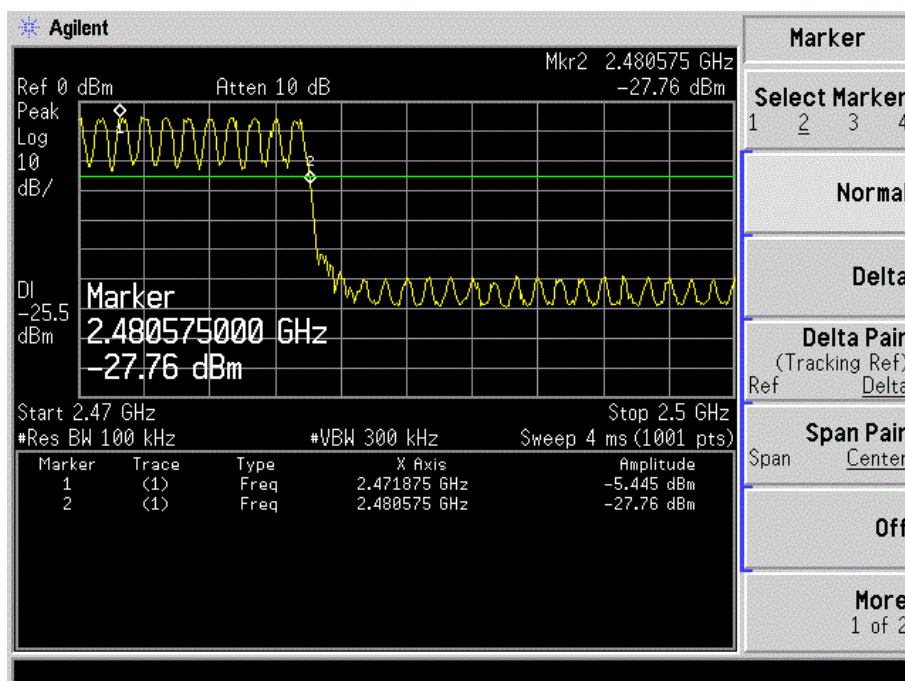 Agilent
Marker
Mkr2 2.480575 GHz
Ref 0 dBm Atten 10 dB -27.76 dBm
Peak
Log
10
dB/
1
2
DI
-25.5
dBm
Marker
2.480575000 GHz
-27.76 dBm
Start 2.47 GHz Stop 2.5 GHz
#Res BW 100 kHz #VBW 300 kHz Sweep 4 ms (1001 pts)
Marker Trace Type X Axis Amplitude
1 (1) Freq 2.471875 GHz -5.445 dBm
2 (1) Freq 2.480575 GHz -27.76 dBm
Select Marker
1 2 3 4
Normal
Delta
Delta Pair
(Tracking Ref)
Ref Delta
Span Pair
Span Center
Off
More
1 of 2